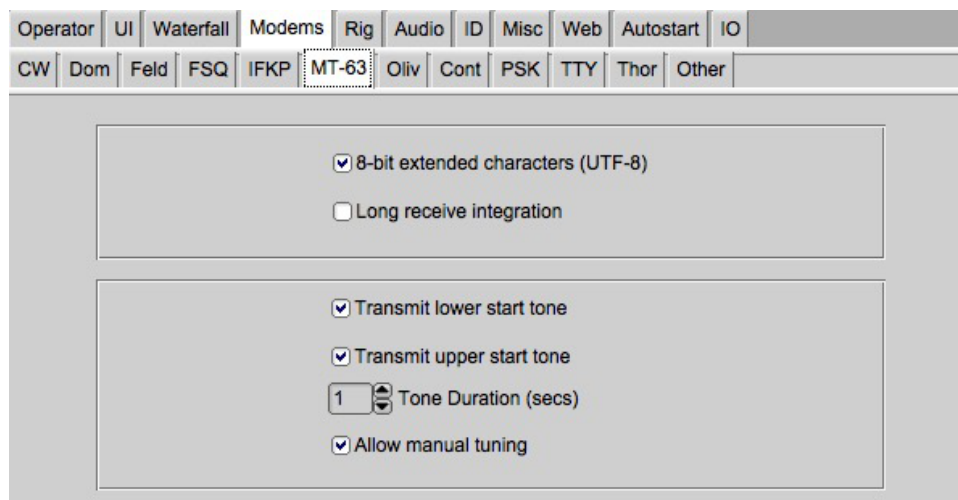 Operator UI Waterfall Modems Rig Audio ID Misc Web Autostart IO
CW Dom Feld FSQ IFKP MT-63 Oliv Cont PSK TTY Thor Other
8-bit extended characters (UTF-8)
Long receive integration
Transmit lower start tone
Transmit upper start tone
1 Tone Duration (secs)
Allow manual tuning